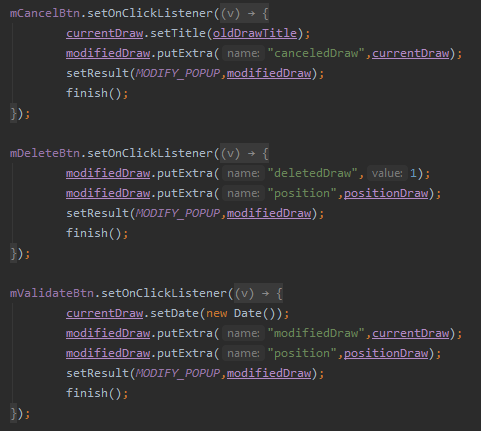 mCancelBtn.setOnClickListener((v) → {
currentDraw.setTitle(oldDrawTitle);
modifiedDraw.putExtra( name: "canceledDraw",currentDraw);
setResult(MODIFY_POPUP,modifiedDraw);
finish();
});
mDeleteBtn.setOnClickListener((v) → {
modifiedDraw.putExtra( name: "deletedDraw", value: 1);
modifiedDraw.putExtra( name: "position",positionDraw);
setResult(MODIFY_POPUP,modifiedDraw);
finish();
});
mValidateBtn.setOnClickListener((v) → {
currentDraw.setDate(new Date());
modifiedDraw.putExtra( name: "modifiedDraw",currentDraw);
modifiedDraw.putExtra( name: "position",positionDraw);
setResult(MODIFY_POPUP,modifiedDraw);
finish();
});